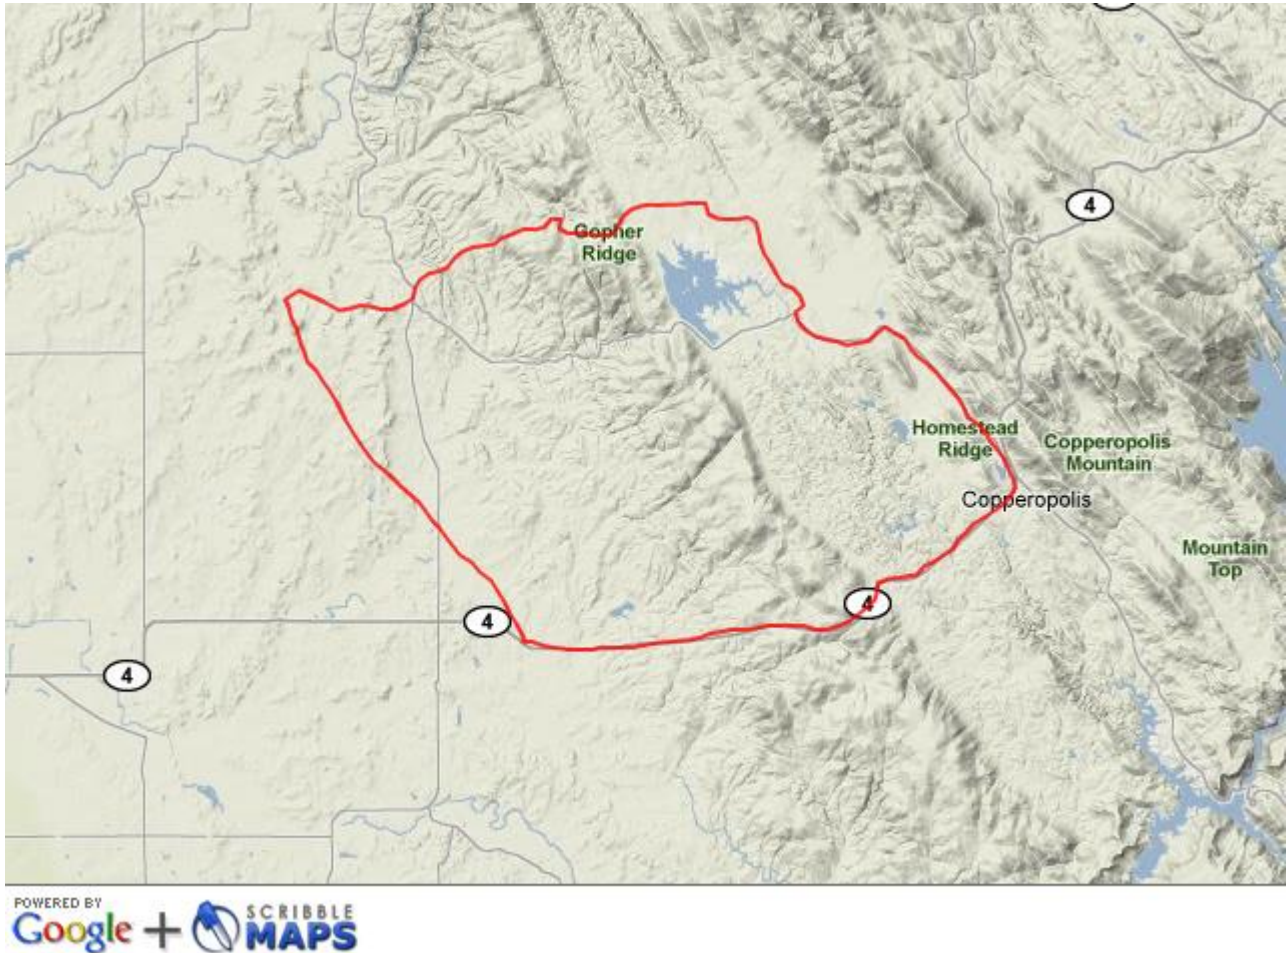 4
Gopher
Ridge
Homestead
Ridge
Copperopolis
Mountain
Copperopolis
Mountain
Top
4
4
4
POWERED BY
Google + SCRIBBLE
MAPS